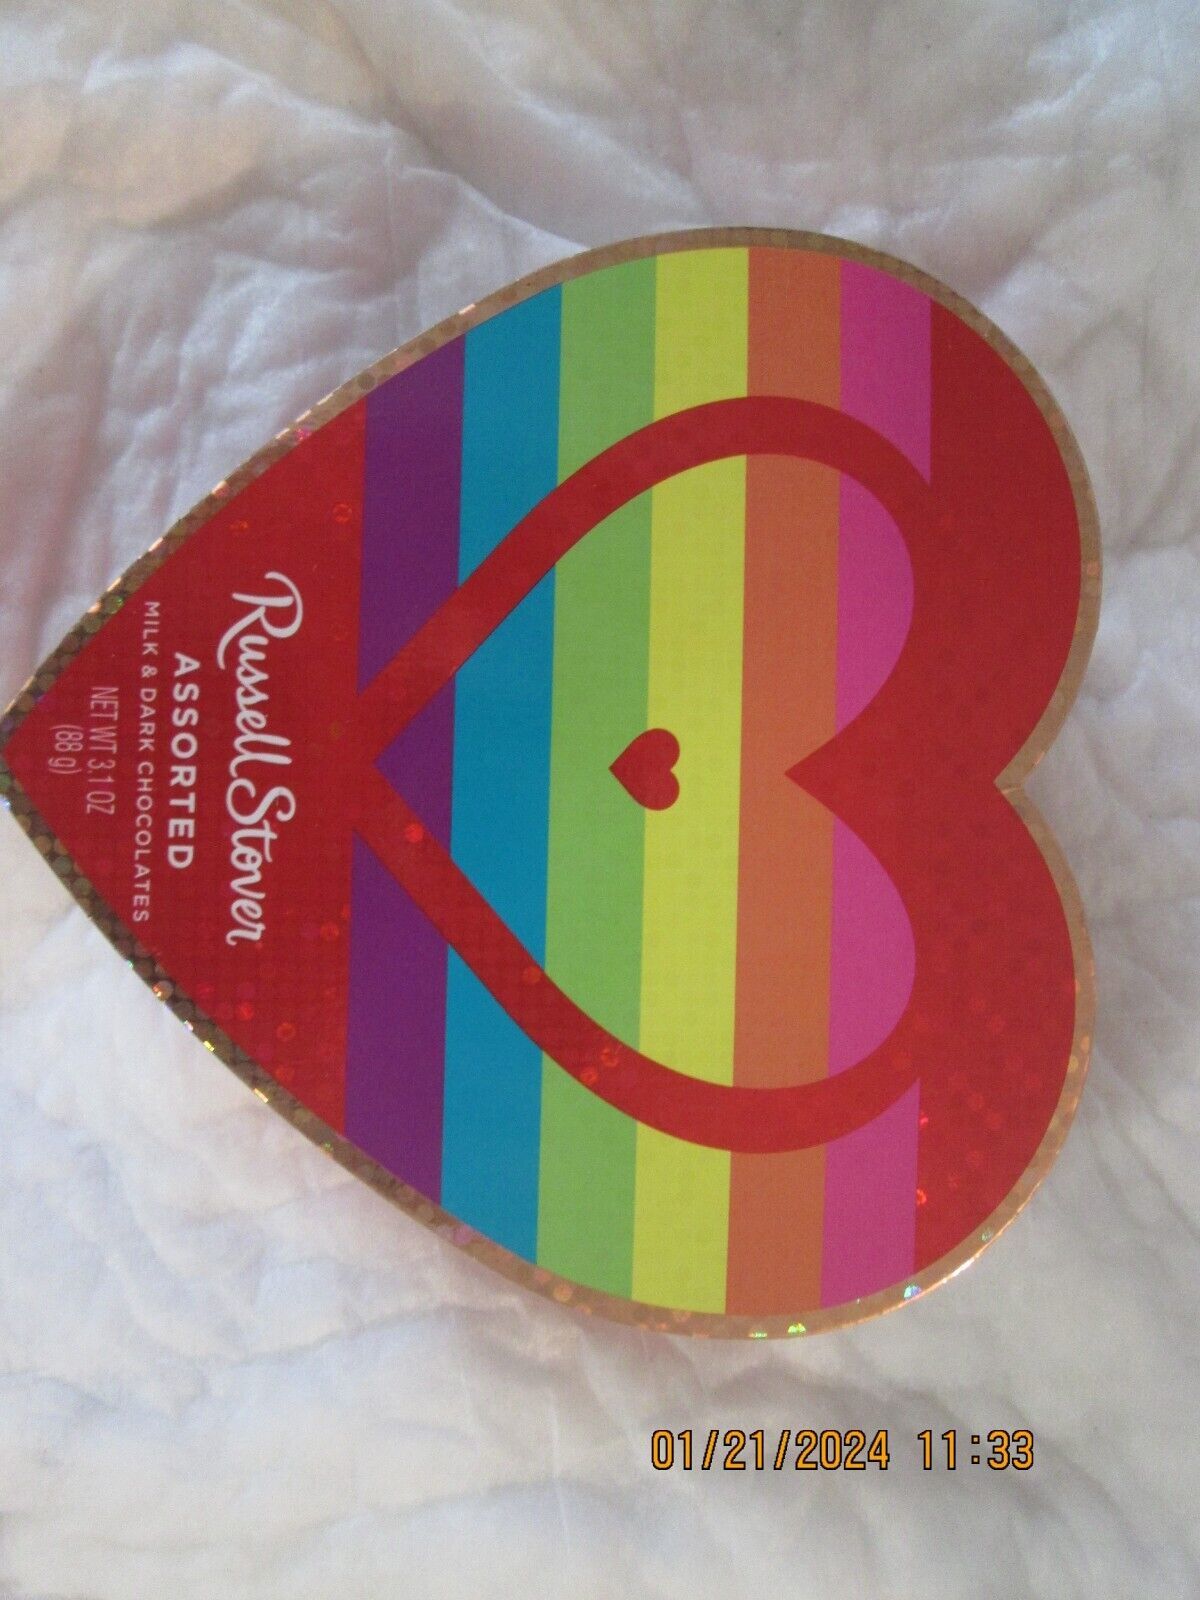 Russell Stover
ASSORTED
MILK & DARK CHOCOLATES
NET WT 3.1 OZ
(88 g)
01/21/2024 11:33